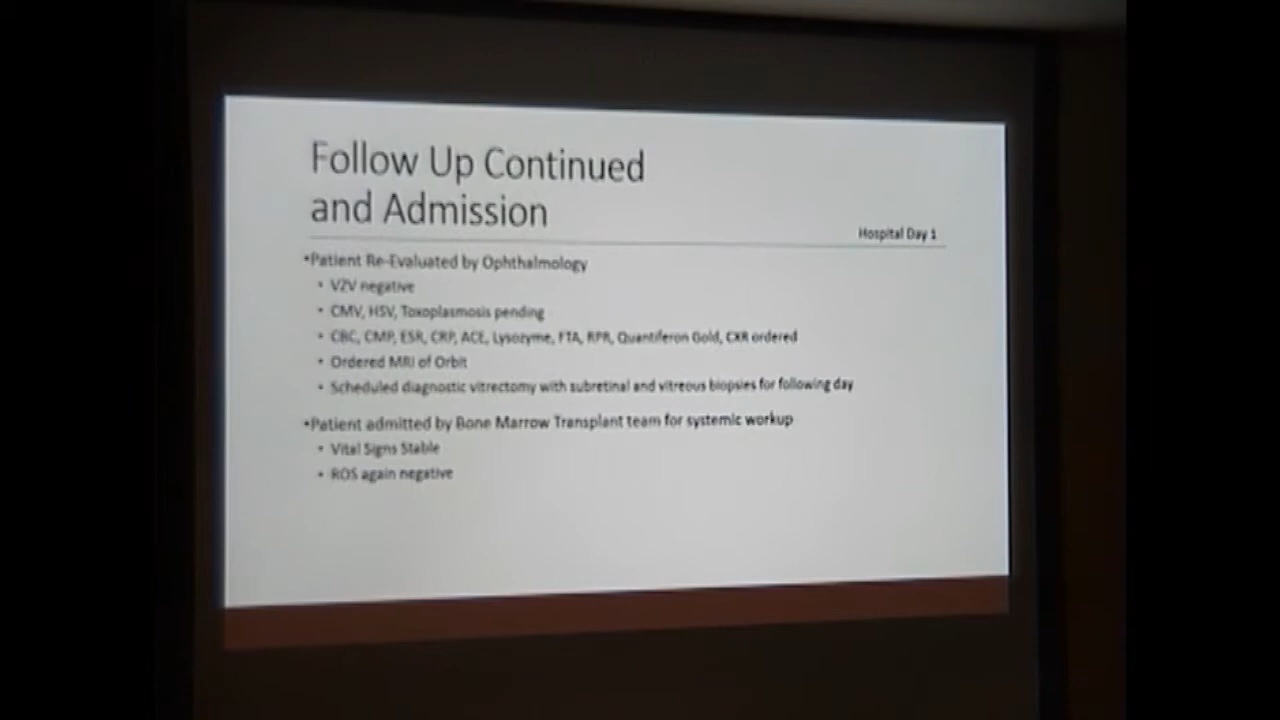 Follow Up Continued
and Admission
Hospital Day 1
•Patient Re-Evaluated by Ophthalmology
• VZV negative
• CMV, HSV, Toxoplasmosis pending
• CBC, CMP, ESR, CRP, ACE, Lysozyme, FTA, RPR, Quantiferon Gold, CXR ordered
• Ordered MRI of Orbit
• Scheduled diagnostic vitrectomy with subretinal and vitreous biopsies for following day
•Patient admitted by Bone Marrow Transplant team for systemic workup
• Vital Signs Stable
• ROS again negative